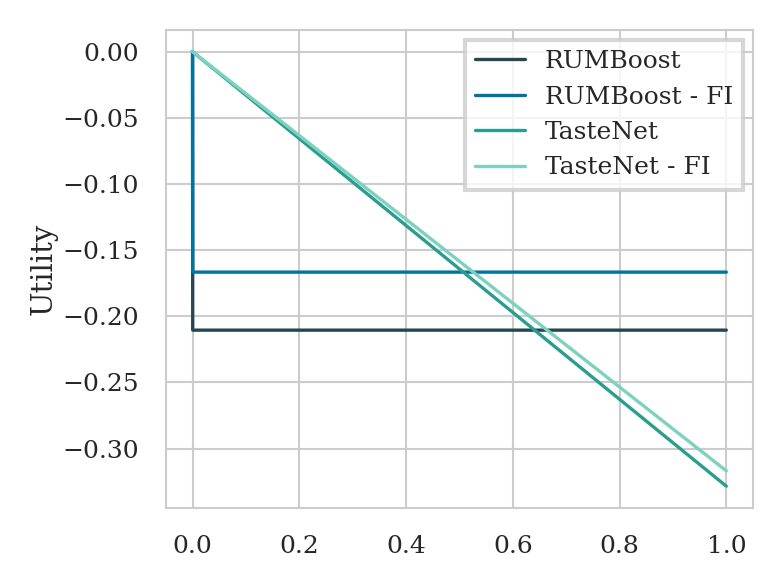 0.00
−0.05
−0.10
−0.15
−0.20
−0.25
−0.30
Utility
RUMBoost
RUMBoost - FI
TasteNet
TasteNet - FI
0.0 0.2 0.4 0.6 0.8 1.0